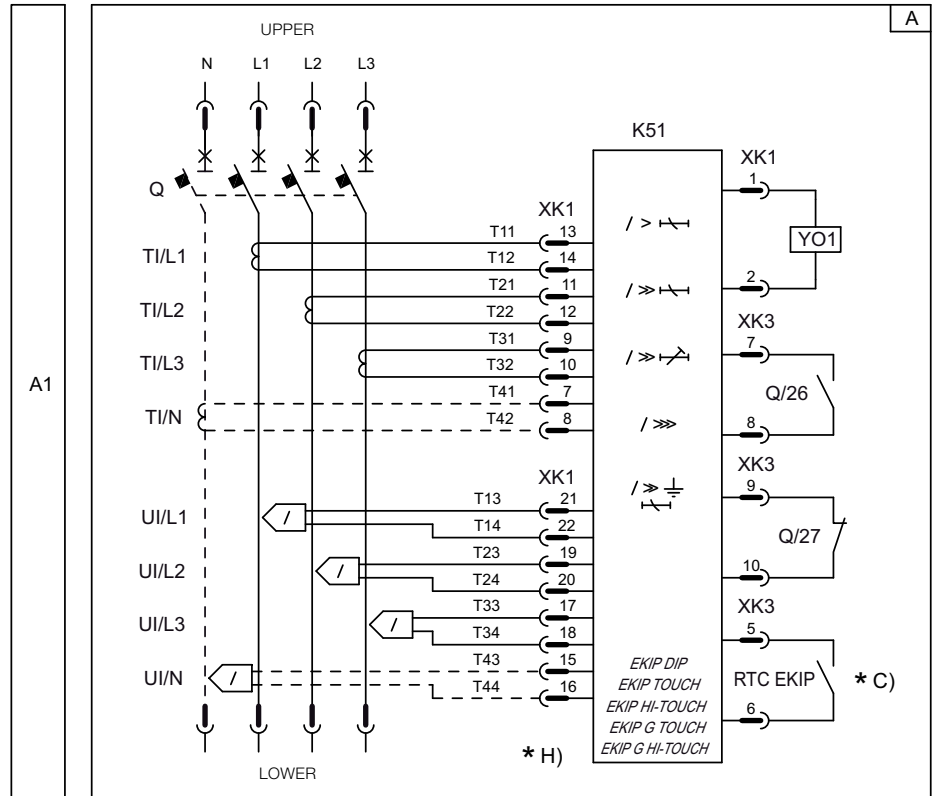 A
UPPER
N L1 L2 L3
K51
XK1
1
YO1
2
Q
XK1
TI/L1
T11 13
T12 14
/ >
TI/L2
T21 11
T22 12
/ >>
TI/L3
T31 9
T32 10
/ >>
TI/N
T41 7
T42 8
/ >>>
XK3
7
Q/26
8
A1
XK1
UI/L1
T13 21
T14 22
/ >>
UI/L2
T23 19
T24 20
UI/L3
T33 17
T34 18
UI/N
T43 15
T44 16
/
/
/
/
XK3
9
Q/27
10
XK3
5
RTC EKIP
* C)
6
EKIP DIP
EKIP TOUCH
EKIP HI-TOUCH
EKIP G TOUCH
EKIP G HI-TOUCH
* H)
LOWER